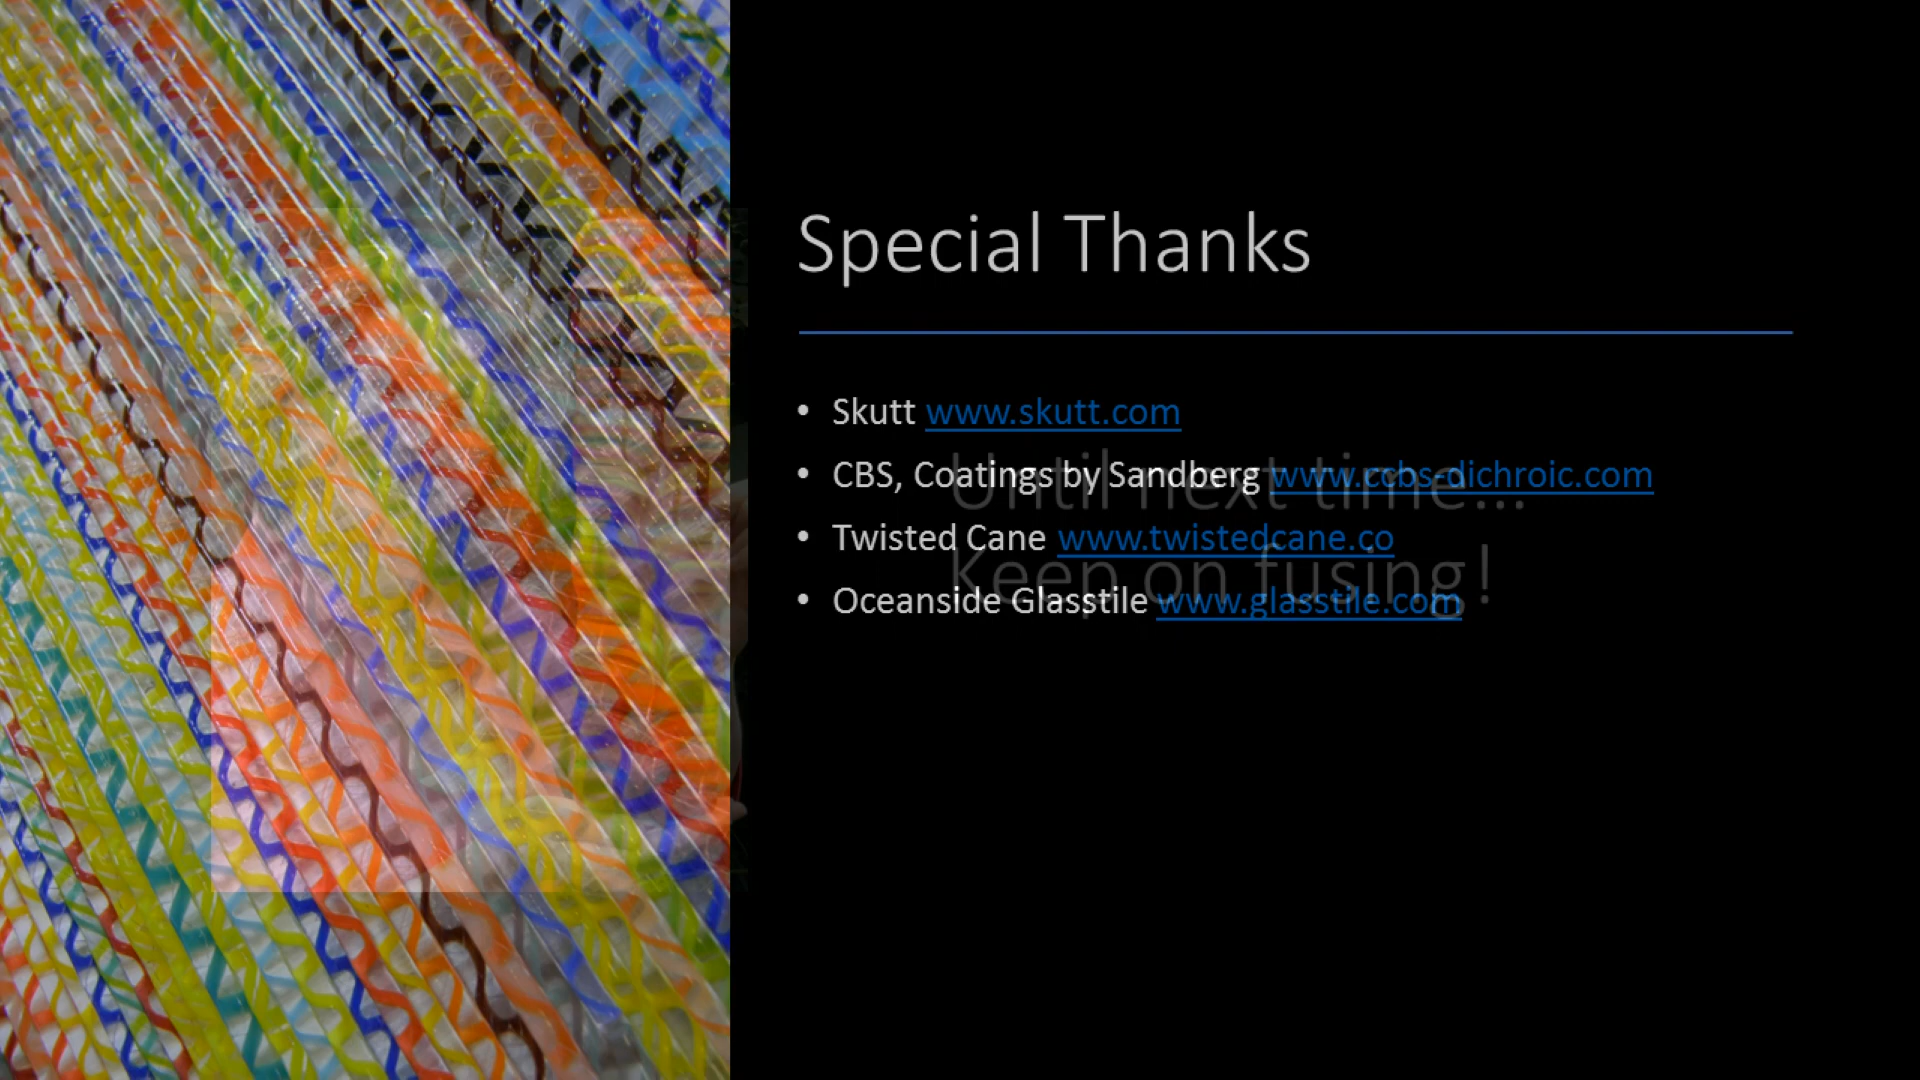 Special Thanks
• Skutt www.skutt.com
• CBS, Coatings by Sandberg www.ccbs-dichroic.com
Until next time...
• Twisted Cane www.twistedcane.co
Keep on fusing!
• Oceanside Glasstile www.glasstile.com